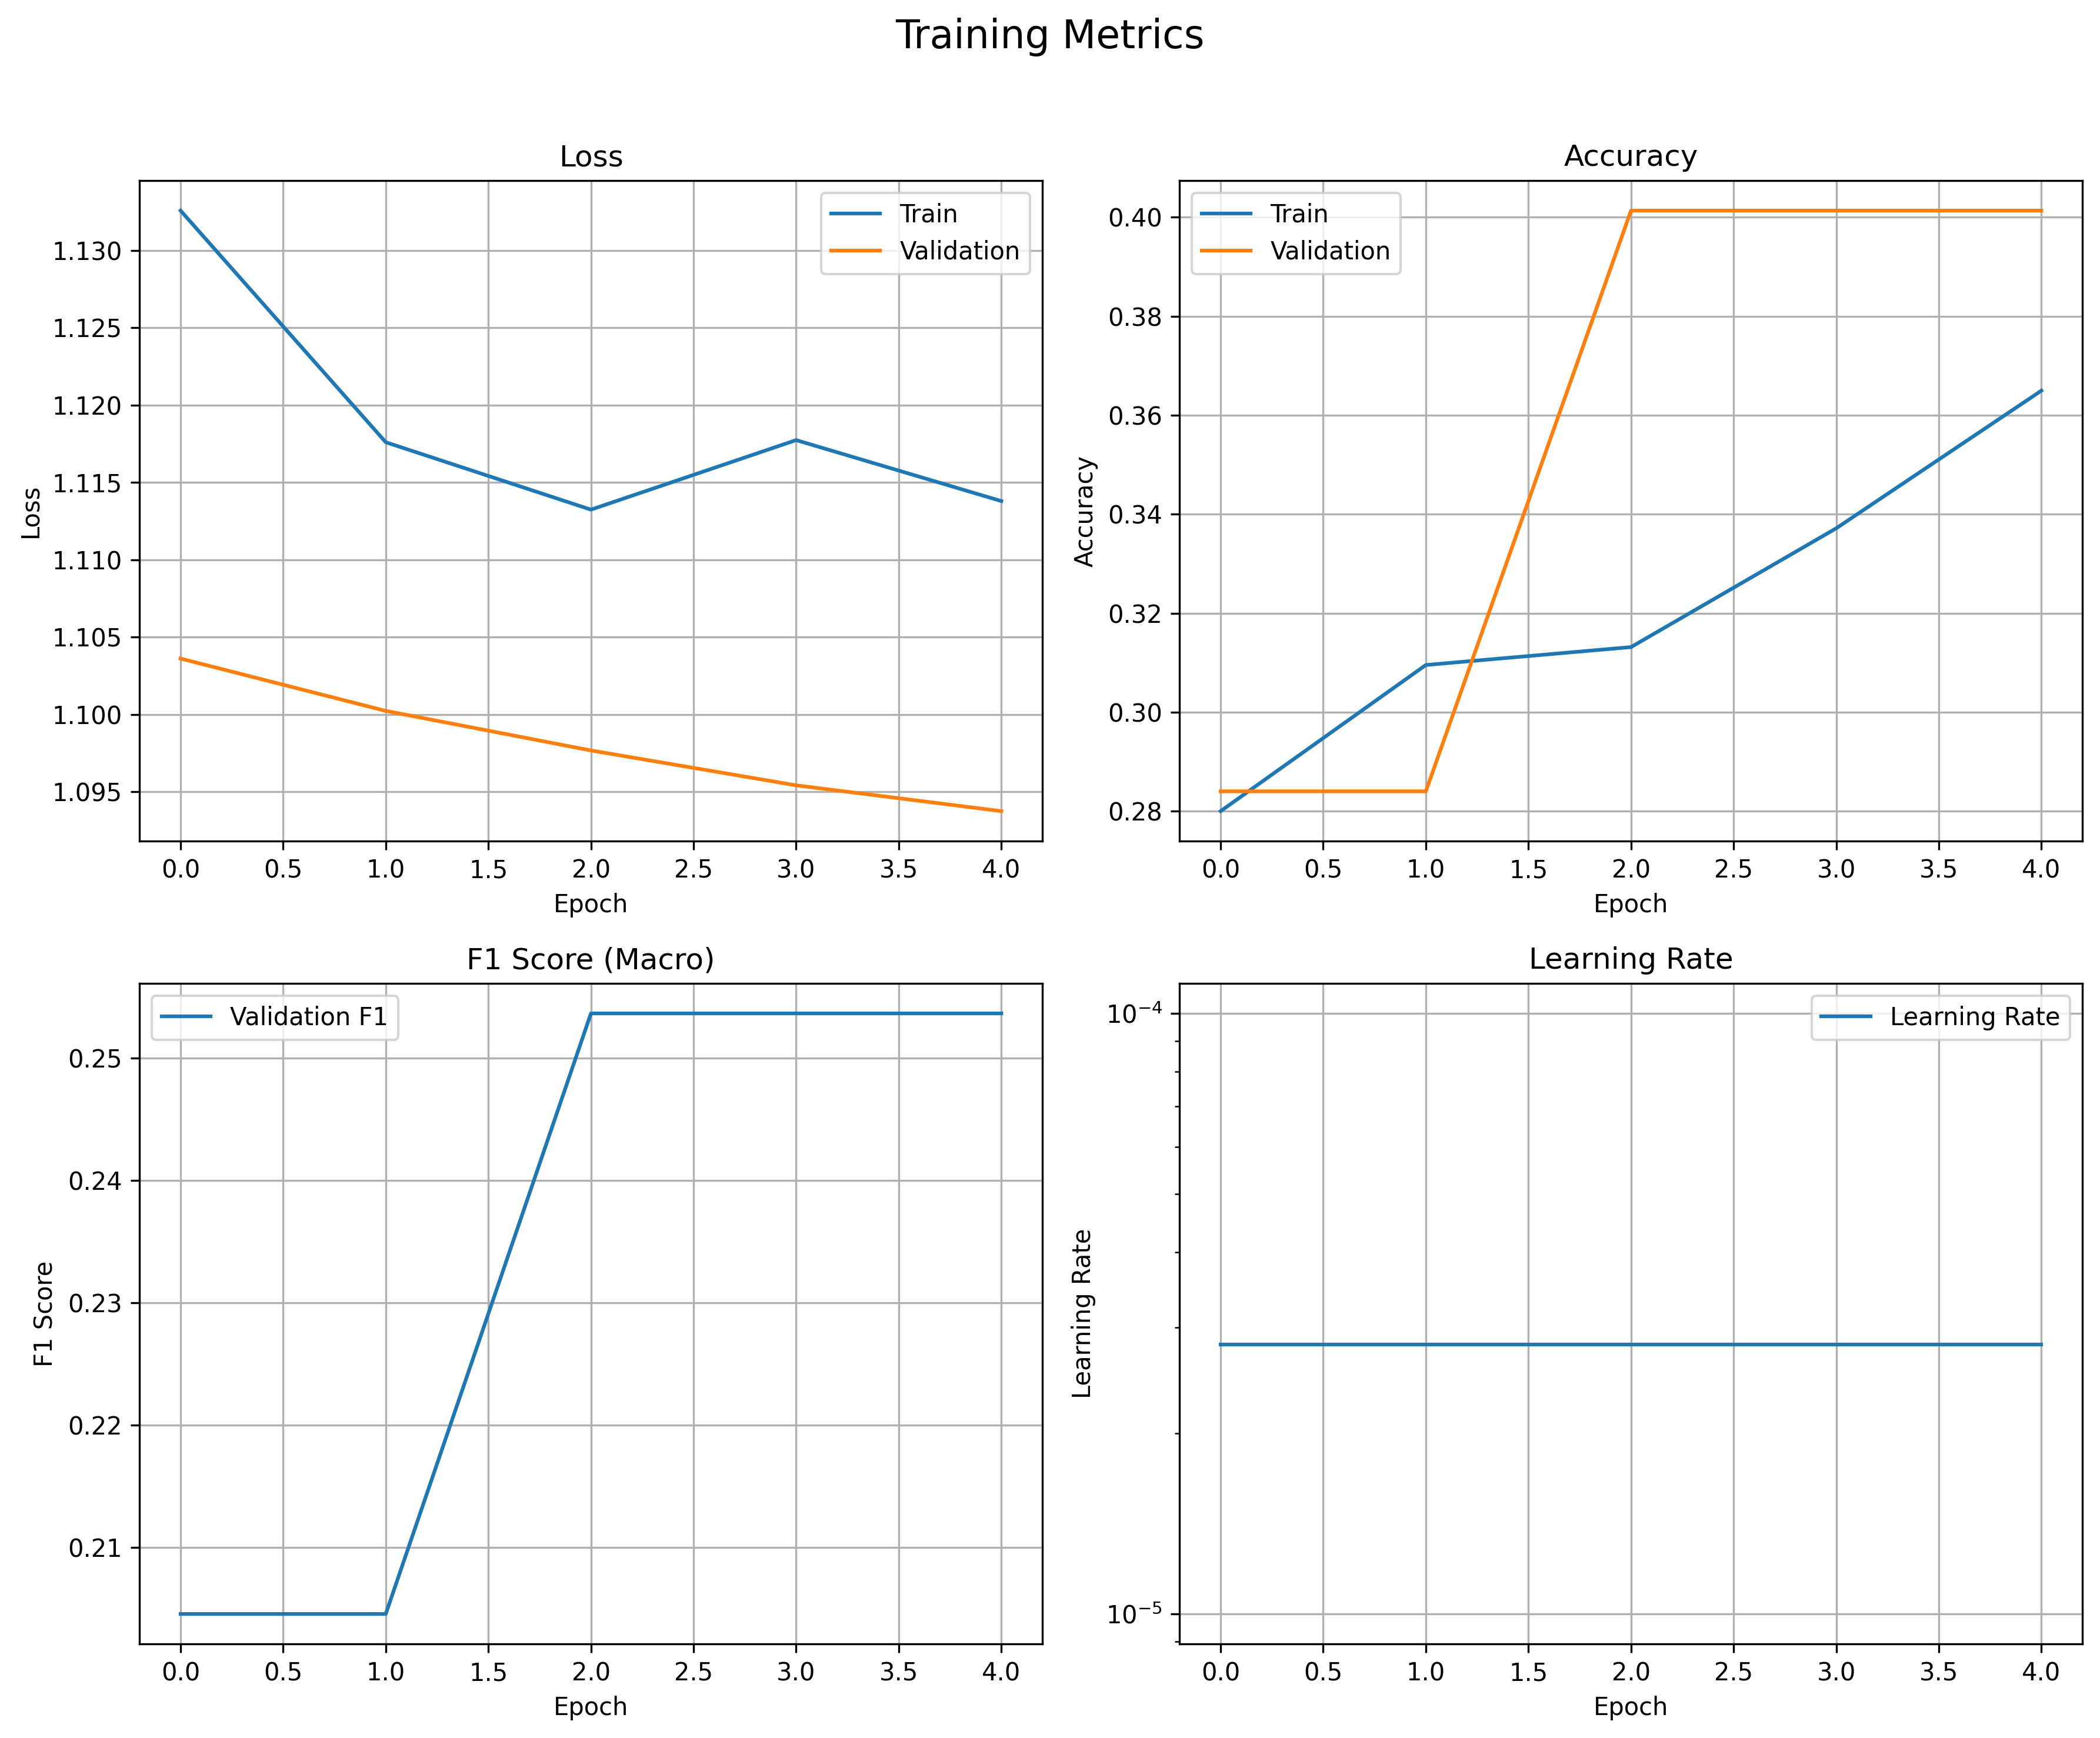 Training Metrics
Loss
Train
Validation
1.130
1.125
1.120
1.115
1.110
1.105
1.100
1.095
Loss
0.0 0.5 1.0 1.5 2.0 2.5 3.0 3.5 4.0
Epoch
Accuracy
Train
Validation
0.40
0.38
0.36
0.34
0.32
0.30
0.28
Accuracy
0.0 0.5 1.0 1.5 2.0 2.5 3.0 3.5 4.0
Epoch
F1 Score (Macro)
Validation F1
0.25
0.24
0.23
0.22
0.21
F1 Score
0.0 0.5 1.0 1.5 2.0 2.5 3.0 3.5 4.0
Epoch
Learning Rate
Learning Rate
10⁻⁴
10⁻⁵
Learning Rate
0.0 0.5 1.0 1.5 2.0 2.5 3.0 3.5 4.0
Epoch